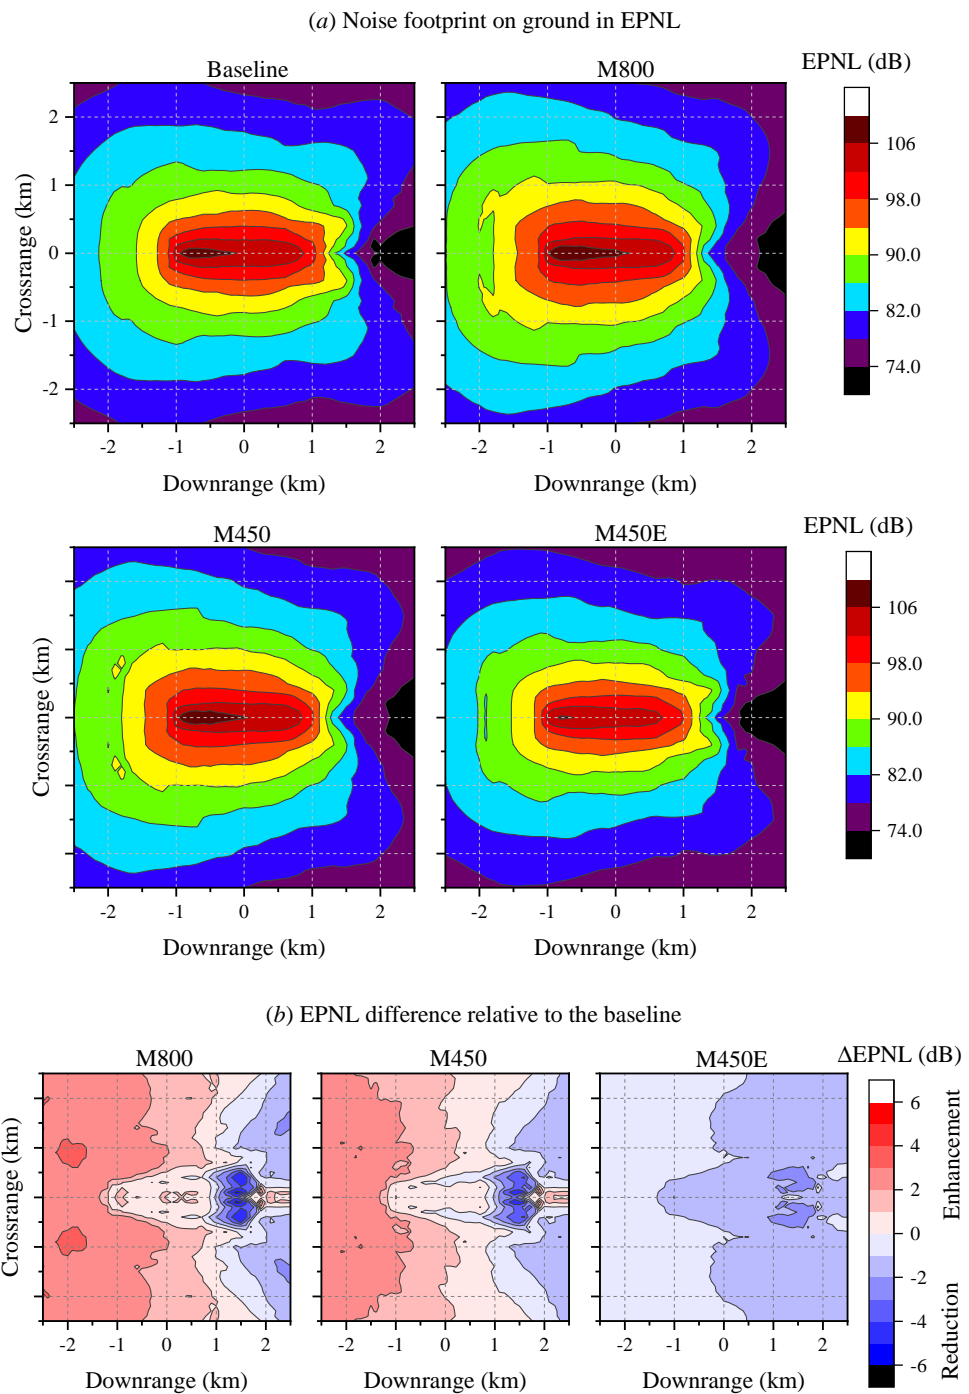 (a) Noise footprint on ground in EPNL
Baseline
M800
EPNL (dB)
106
98.0
90.0
82.0
74.0
Crossrange (km)
2
1
0
-1
-2
-2 -1 0 1 2
Downrange (km)
-2 -1 0 1 2
Downrange (km)
M450
M450E
EPNL (dB)
106
98.0
90.0
82.0
74.0
Crossrange (km)
-2 -1 0 1 2
Downrange (km)
-2 -1 0 1 2
Downrange (km)
(b) EPNL difference relative to the baseline
M800
M450
M450E
ΔEPNL (dB)
6
4
2
0
-2
-4
-6
Enhancement
Reduction
Crossrange (km)
-2 -1 0 1 2
Downrange (km)
-2 -1 0 1 2
Downrange (km)
-2 -1 0 1 2
Downrange (km)